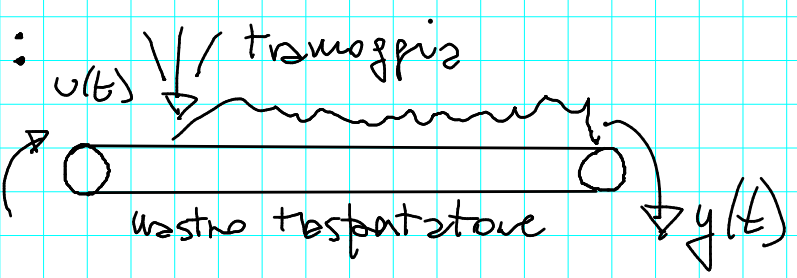 : tramoggia
u(t)
nastro trasportatore
y(t)